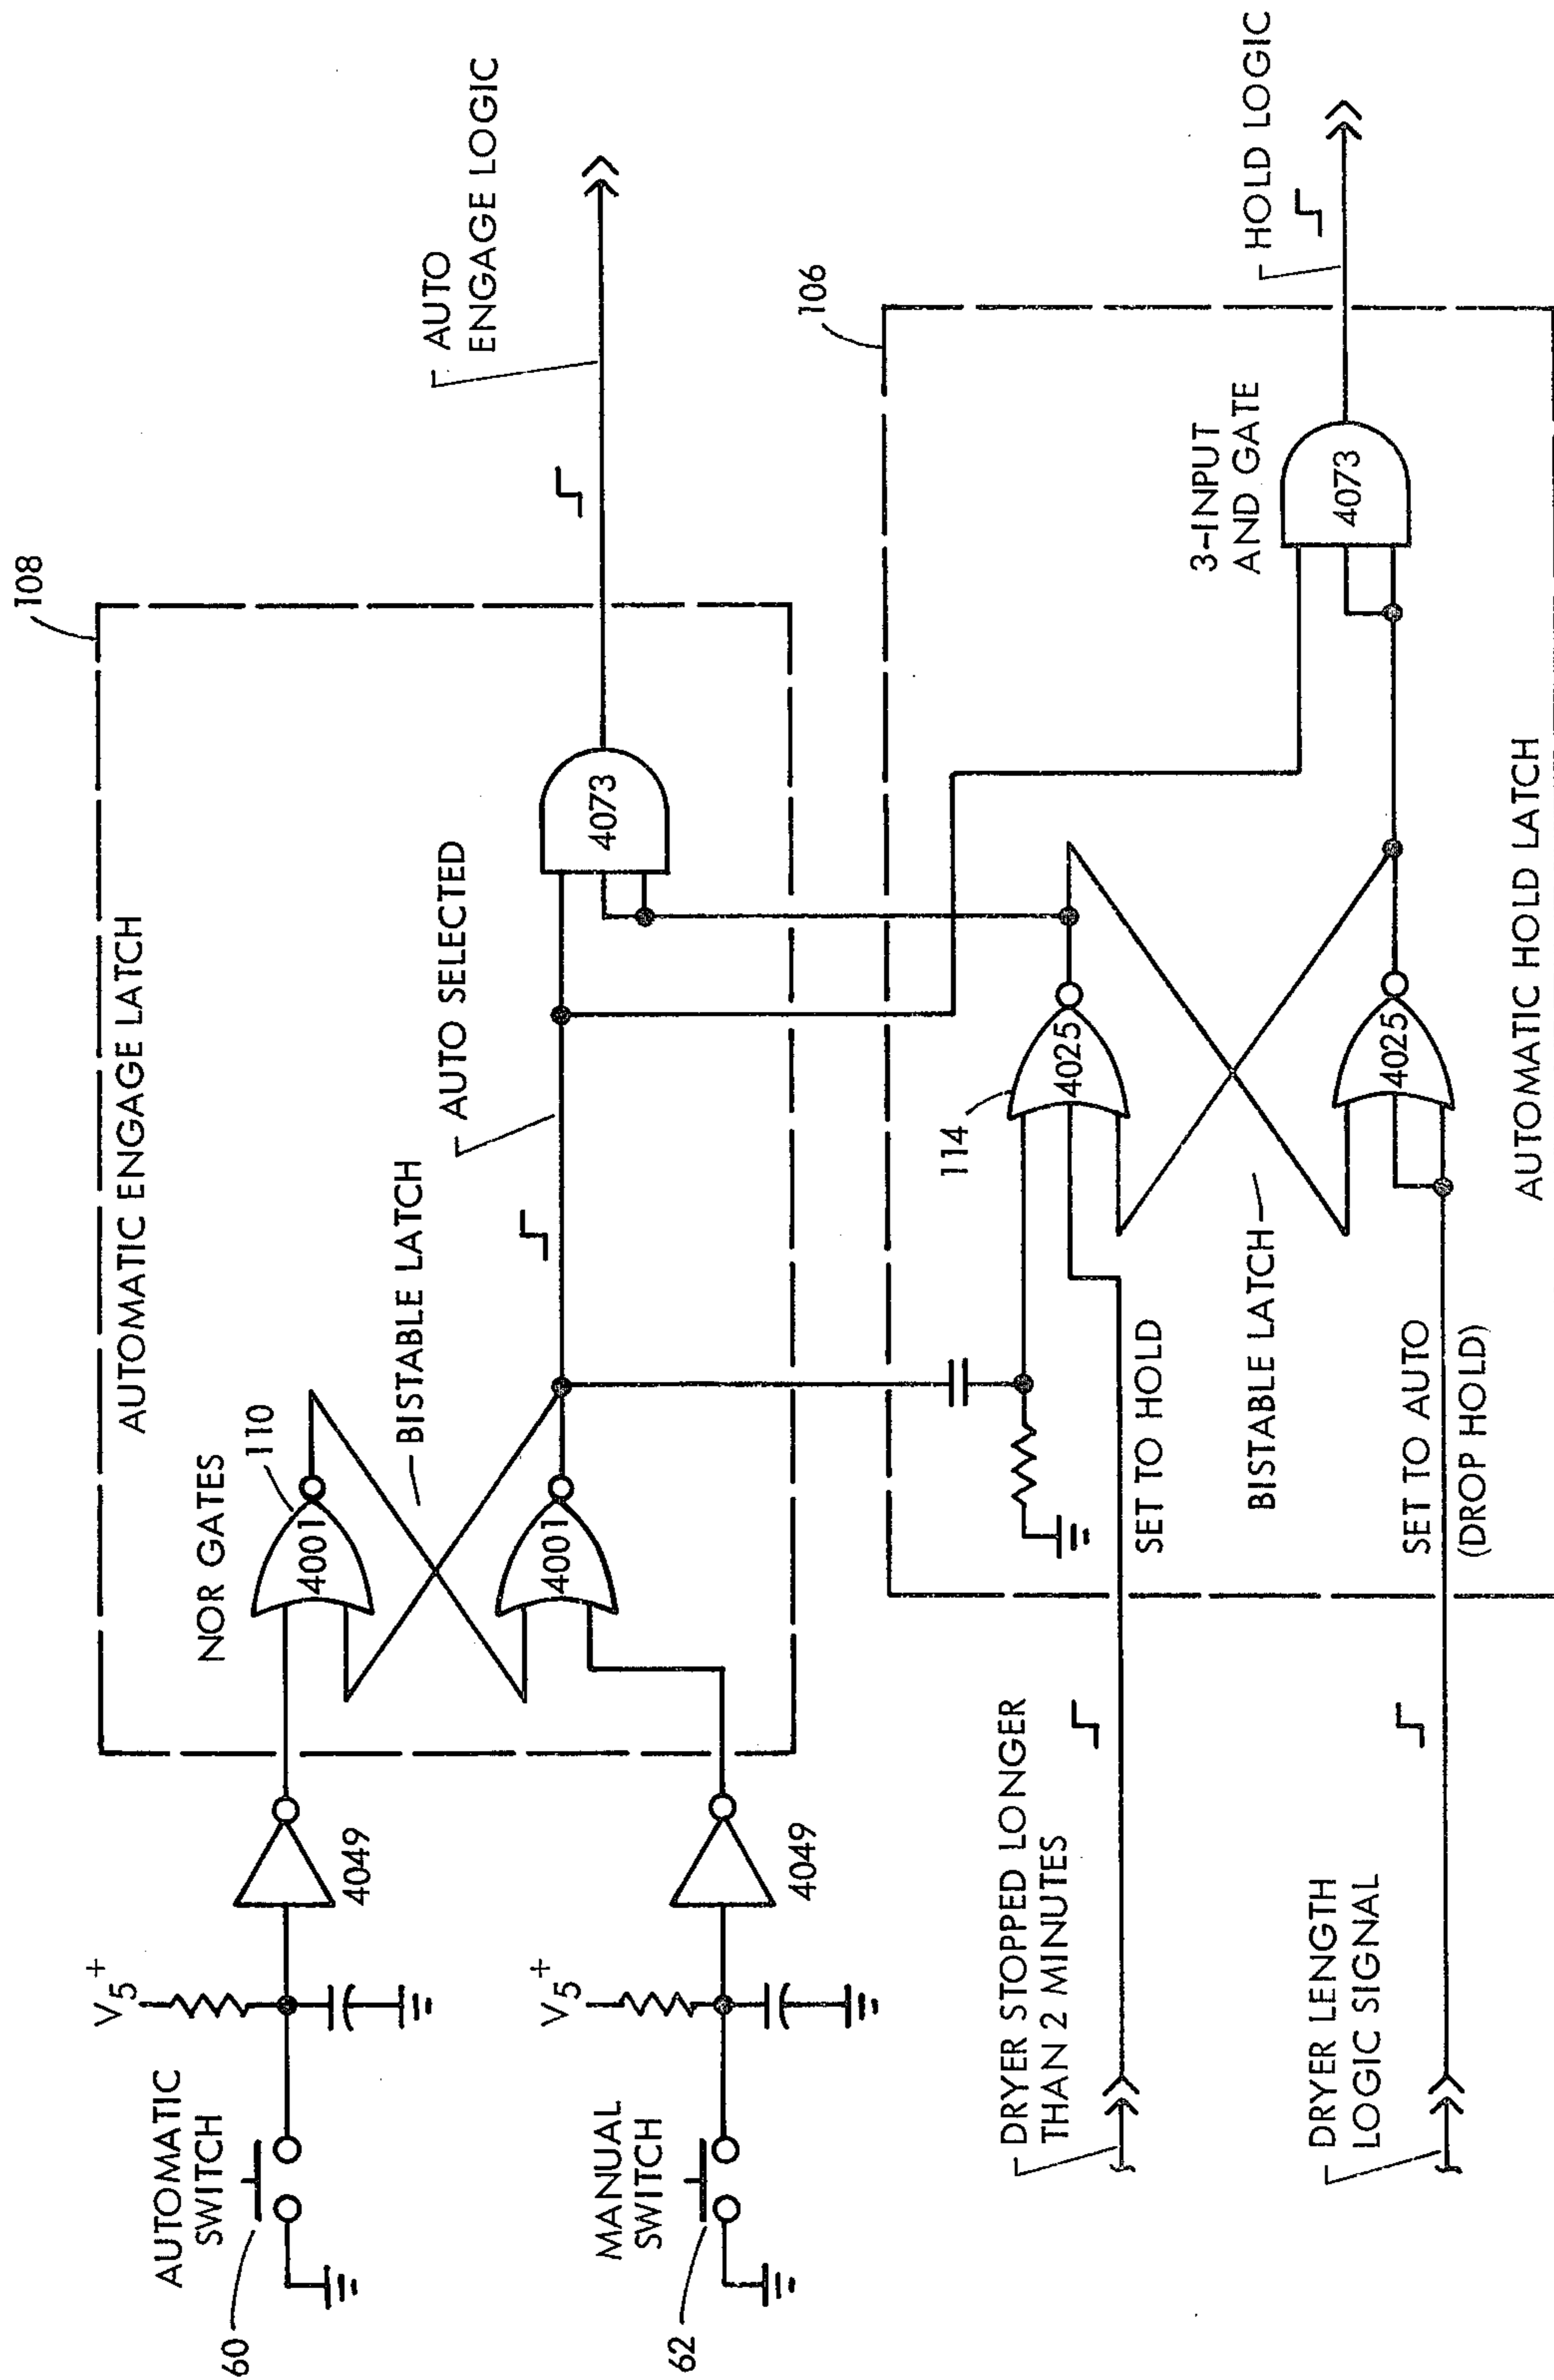 108
AUTOMATIC ENGAGE LATCH
NOR GATES
110
4001
4001
BISTABLE LATCH
AUTO SELECTED
4073
AUTO
ENGAGE LOGIC
AUTOMATIC
SWITCH
60
V5+
4049
MANUAL
SWITCH
62
V5+
4049
106
114
4025
4025
3-INPUT
AND GATE
4073
HOLD LOGIC
DRYER STOPPED LONGER
THAN 2 MINUTES
SET TO HOLD
BISTABLE LATCH
DRYER LENGTH
LOGIC SIGNAL
SET TO AUTO
(DROP HOLD)
AUTOMATIC HOLD LATCH